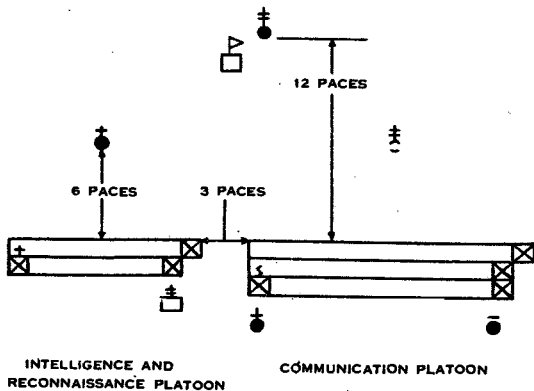 12 PACES
6 PACES
3 PACES
INTELLIGENCE AND
RECONNAISSANCE PLATOON
COMMUNICATION PLATOON